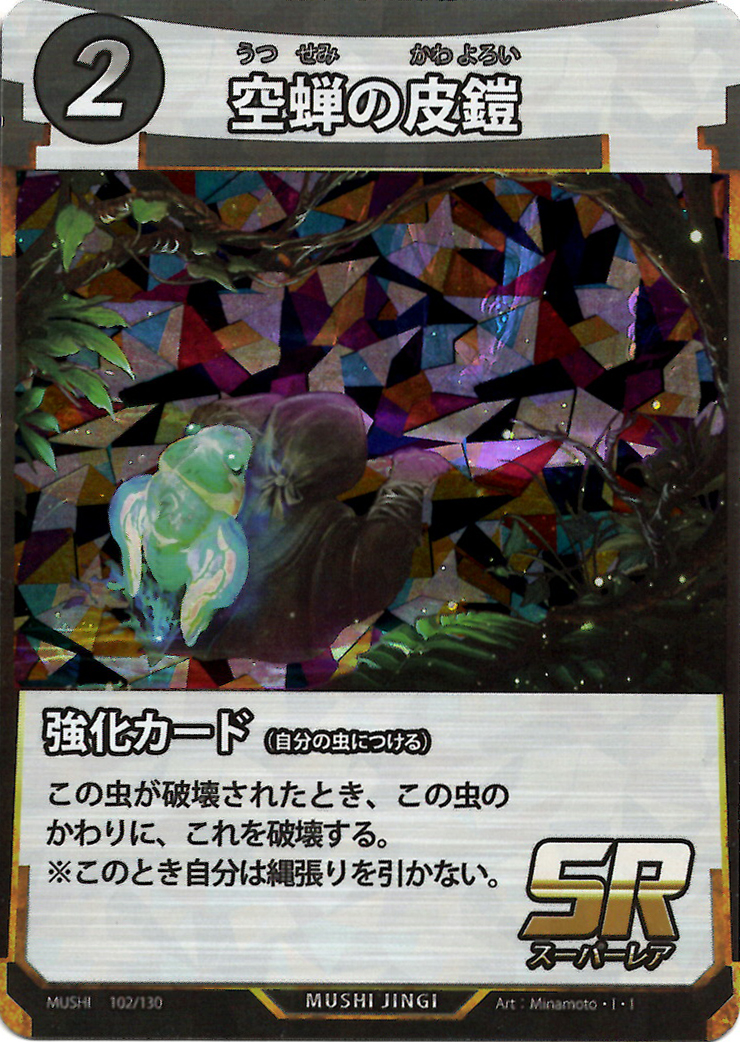 2
うつ せみ かわ よろい
空蝉の皮鎧
強化カード (自分の虫につける)
この虫が破壊されたとき、この虫の
かわりに、これを破壊する。
※このとき自分は縄張りを引かない。
SR
スーパーレア
MUSHI 102/130
MUSHI JINGI
Art : Minamoto・I・I